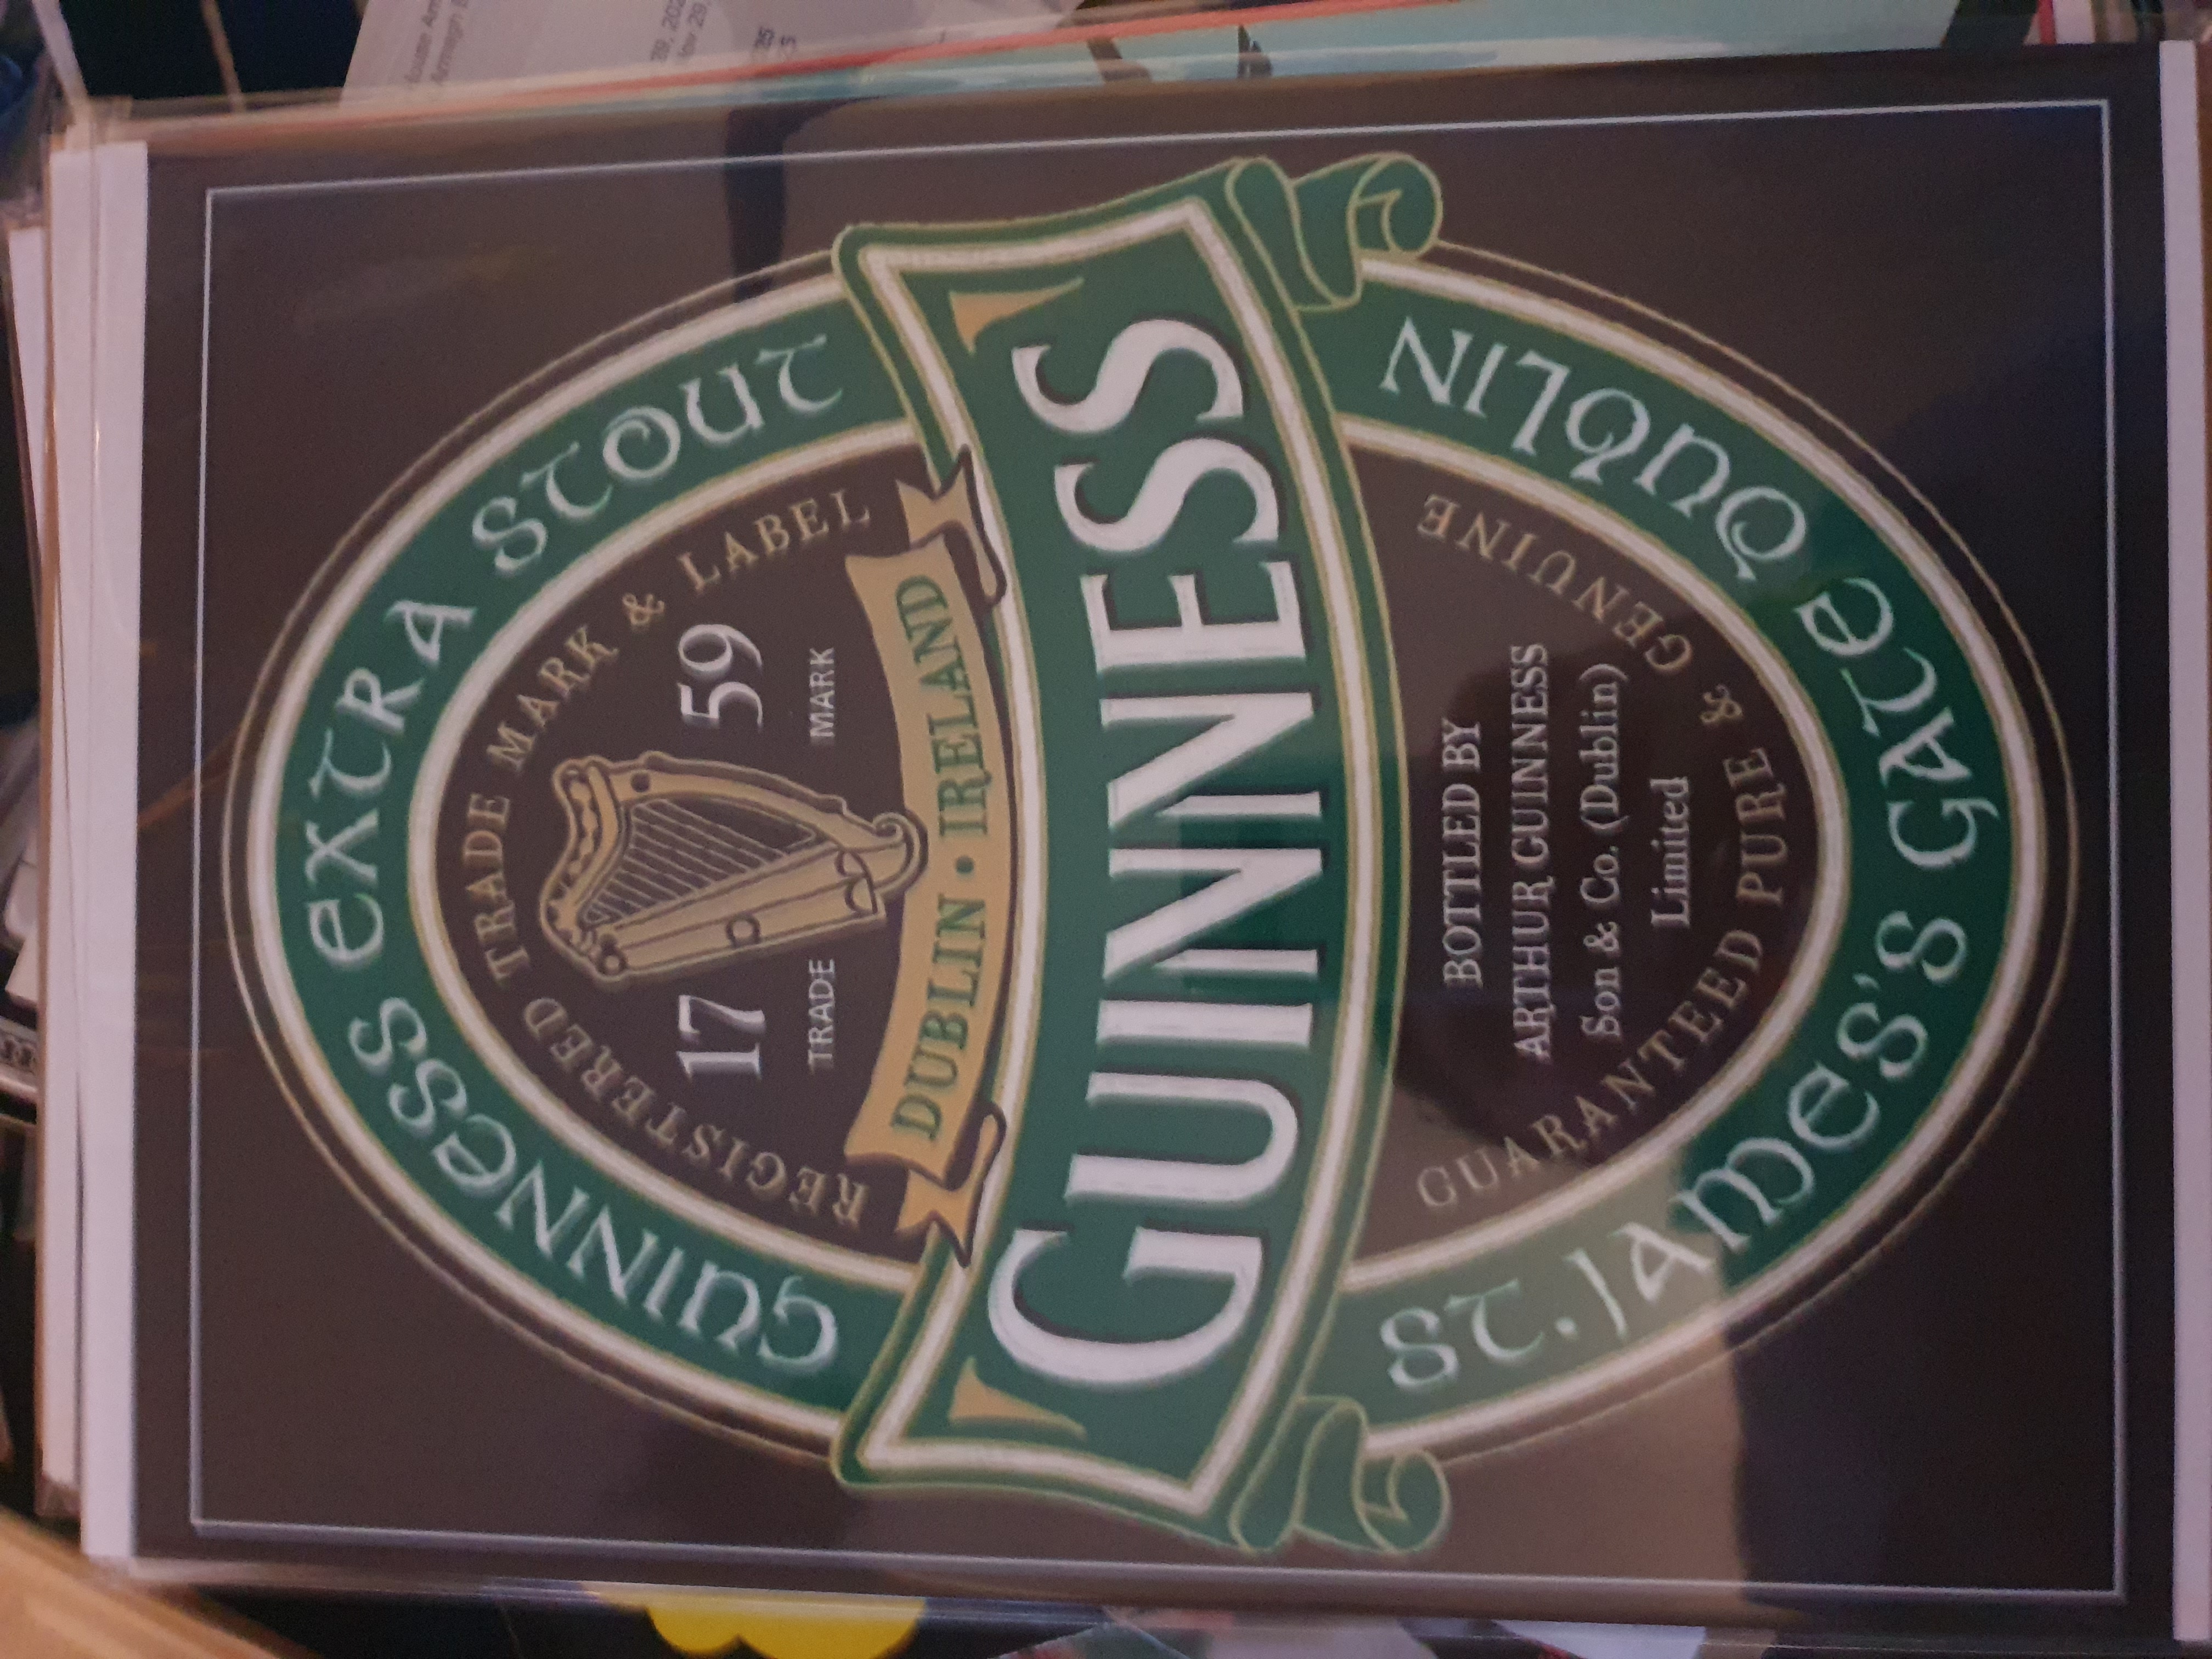 GUINNESS EXTRA STOUT
REGISTERED TRADE MARK & LABEL
17 59
TRADE MARK
DUBLIN • IRELAND
GUINNESS
BOTTLED BY
ARTHUR GUINNESS
Son & Co. (Dublin)
Limited
GUARANTEED PURE & GENUINE
ST. JAMES'S GATE DUBLIN